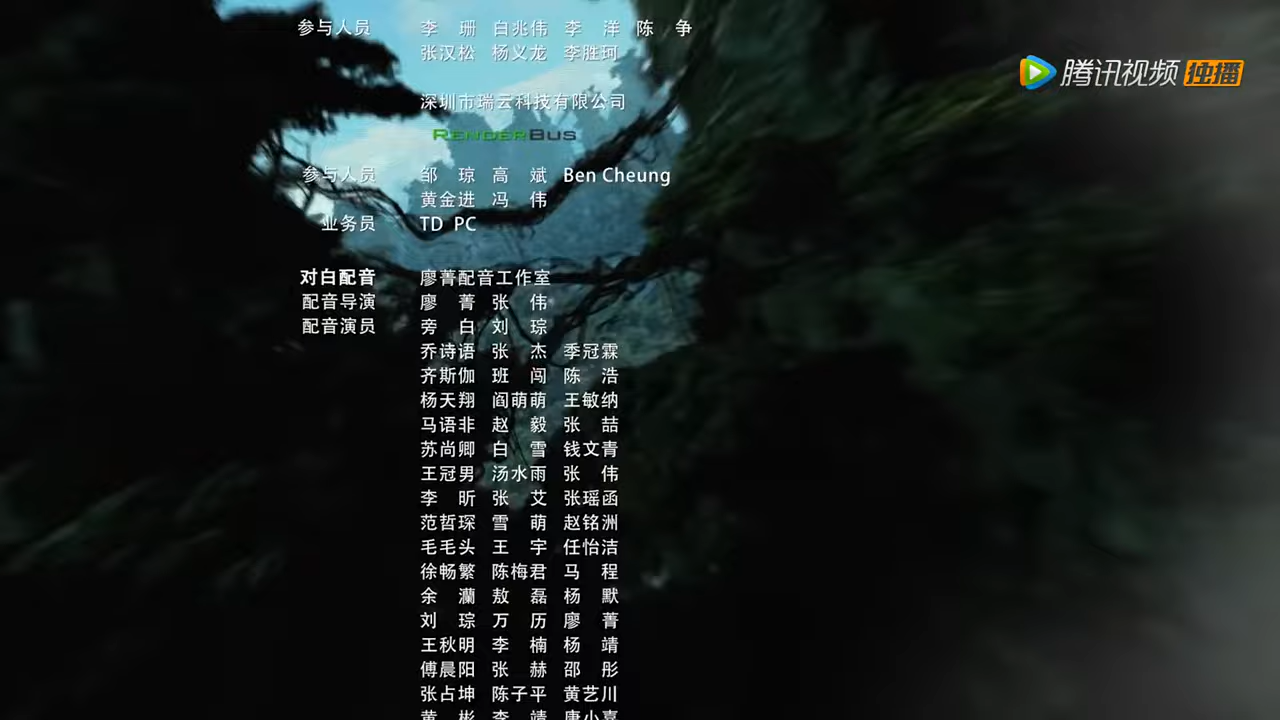 参与人员 李珊 白兆伟 李洋 陈争
张汉松 杨义龙 李胜珂
腾讯视频 独播
深圳市瑞云科技有限公司
RENDERBUS
参与人员 邹琼 高斌 Ben Cheung
黄金进 冯伟
业务员 TD PC
对白配音 廖菁配音工作室
配音导演 廖菁 张伟
配音演员 旁白 刘琮
乔诗语 张杰 季冠霖
齐斯伽 班闯 陈浩
杨天翔 阎萌萌 王敏纳
马语非 赵毅 张喆
苏尚卿 白雪 钱文青
王冠男 汤水雨 张伟
李昕 张艾 张瑶函
范哲琛 雪萌 赵铭洲
毛毛头 王宇 任怡洁
徐畅繁 陈梅君 马程
余灡 敖磊 杨默
刘琮 万历 廖菁
王秋明 李楠 杨靖
傅晨阳 张赫 邵彤
张占坤 陈子平 黄艺川
黄彬 李靖 唐小喜